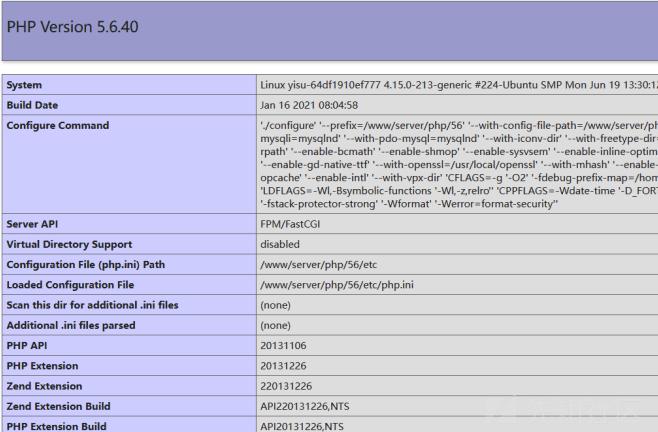 PHP Version 5.6.40
System Linux yisu-64df1910ef777 4.15.0-213-generic #224-Ubuntu SMP Mon Jun 19 13:30:12
Build Date Jan 16 2021 08:04:58
Configure Command './configure' '--prefix=/www/server/php/56' '--with-config-file-path=/www/server/ph
mysqli=mysqlnd' '--with-pdo-mysql=mysqlnd' '--with-iconv-dir' '--with-freetype-dir=
rpath' '--enable-bcmath' '--enable-shmop' '--enable-sysvsem' '--enable-inline-optim
'--enable-gd-native-ttf' '--with-openssl=/usr/local/openssl' '--with-mhash' '--enable-
opcache' '--enable-intl' '--with-vpx-dir' 'CFLAGS=-g '-O2' '-fdebug-prefix-map=/hom
'LDFLAGS=-Wl,-Bsymbolic-functions '-Wl,-z,relro'' 'CPPFLAGS=-Wdate-time '-D_FORT
'-fstack-protector-strong' '-Wformat' '-Werror=format-security''
Server API FPM/FastCGI
Virtual Directory Support disabled
Configuration File (php.ini) Path /www/server/php/56/etc
Loaded Configuration File /www/server/php/56/etc/php.ini
Scan this dir for additional .ini files (none)
Additional .ini files parsed (none)
PHP API 20131106
PHP Extension 20131226
Zend Extension 220131226
Zend Extension Build API220131226,NTS
PHP Extension Build API20131226,NTS